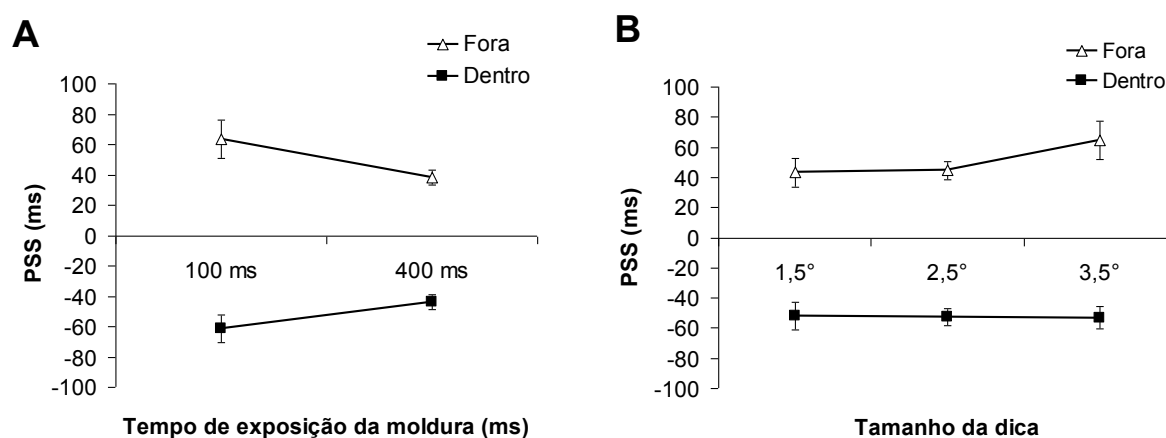 A
Fora
Dentro
PSS (ms)
100
80
60
40
20
0
-20
-40
-60
-80
-100
100 ms
400 ms
Tempo de exposição da moldura (ms)
B
Fora
Dentro
PSS (ms)
100
80
60
40
20
0
-20
-40
-60
-80
-100
1,5°
2,5°
3,5°
Tamanho da dica